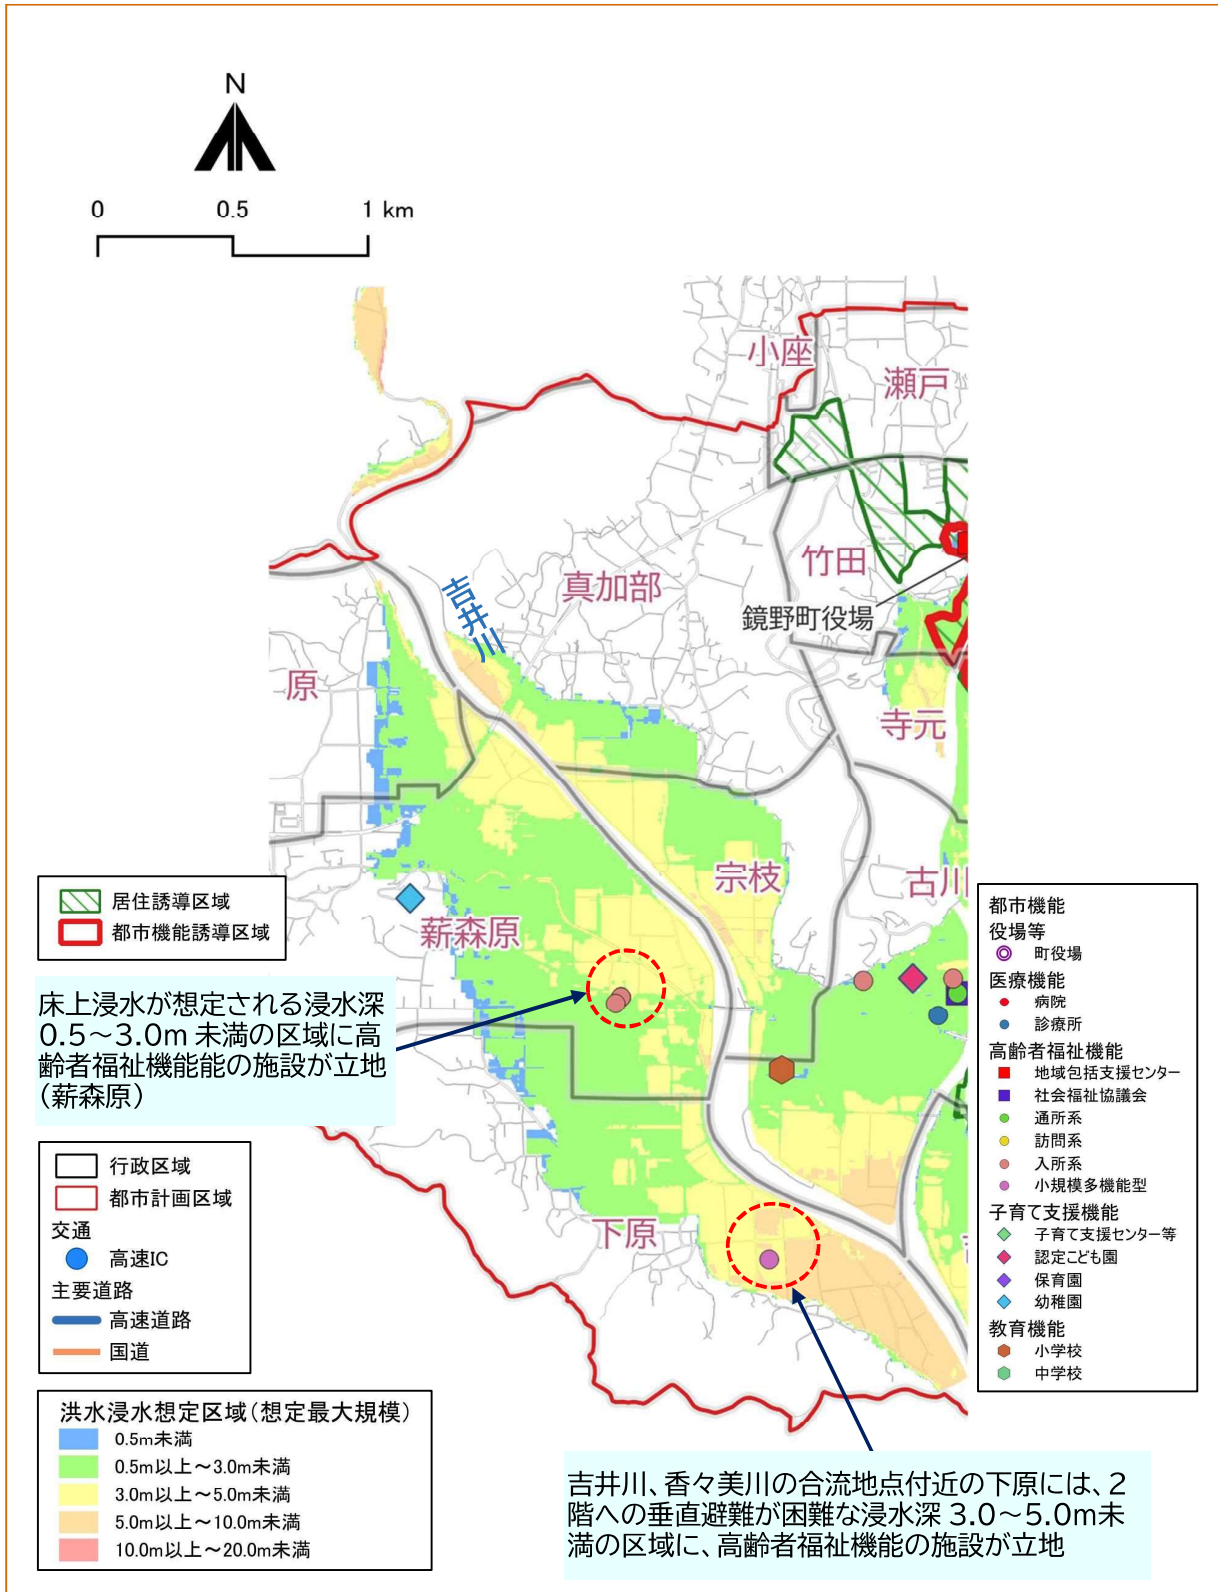 N
0 0.5 1 km
小座
瀬戸
竹田
真加部
鏡野町役場
吉井川
原
寺元
宗枝
古川
薪森原
下原
居住誘導区域
都市機能誘導区域
床上浸水が想定される浸水深
0.5～3.0m 未満の区域に高
齢者福祉機能能の施設が立地
（薪森原）
行政区域
都市計画区域
交通
高速IC
主要道路
高速道路
国道
洪水浸水想定区域（想定最大規模）
0.5m未満
0.5m以上～3.0m未満
3.0m以上～5.0m未満
5.0m以上～10.0m未満
10.0m以上～20.0m未満
都市機能
役場等
町役場
医療機能
病院
診療所
高齢者福祉機能
地域包括支援センター
社会福祉協議会
通所系
訪問系
入所系
小規模多機能型
子育て支援機能
子育て支援センター等
認定こども園
保育園
幼稚園
教育機能
小学校
中学校
吉井川、香々美川の合流地点付近の下原には、2
階への垂直避難が困難な浸水深 3.0～5.0m未
満の区域に、高齢者福祉機能の施設が立地